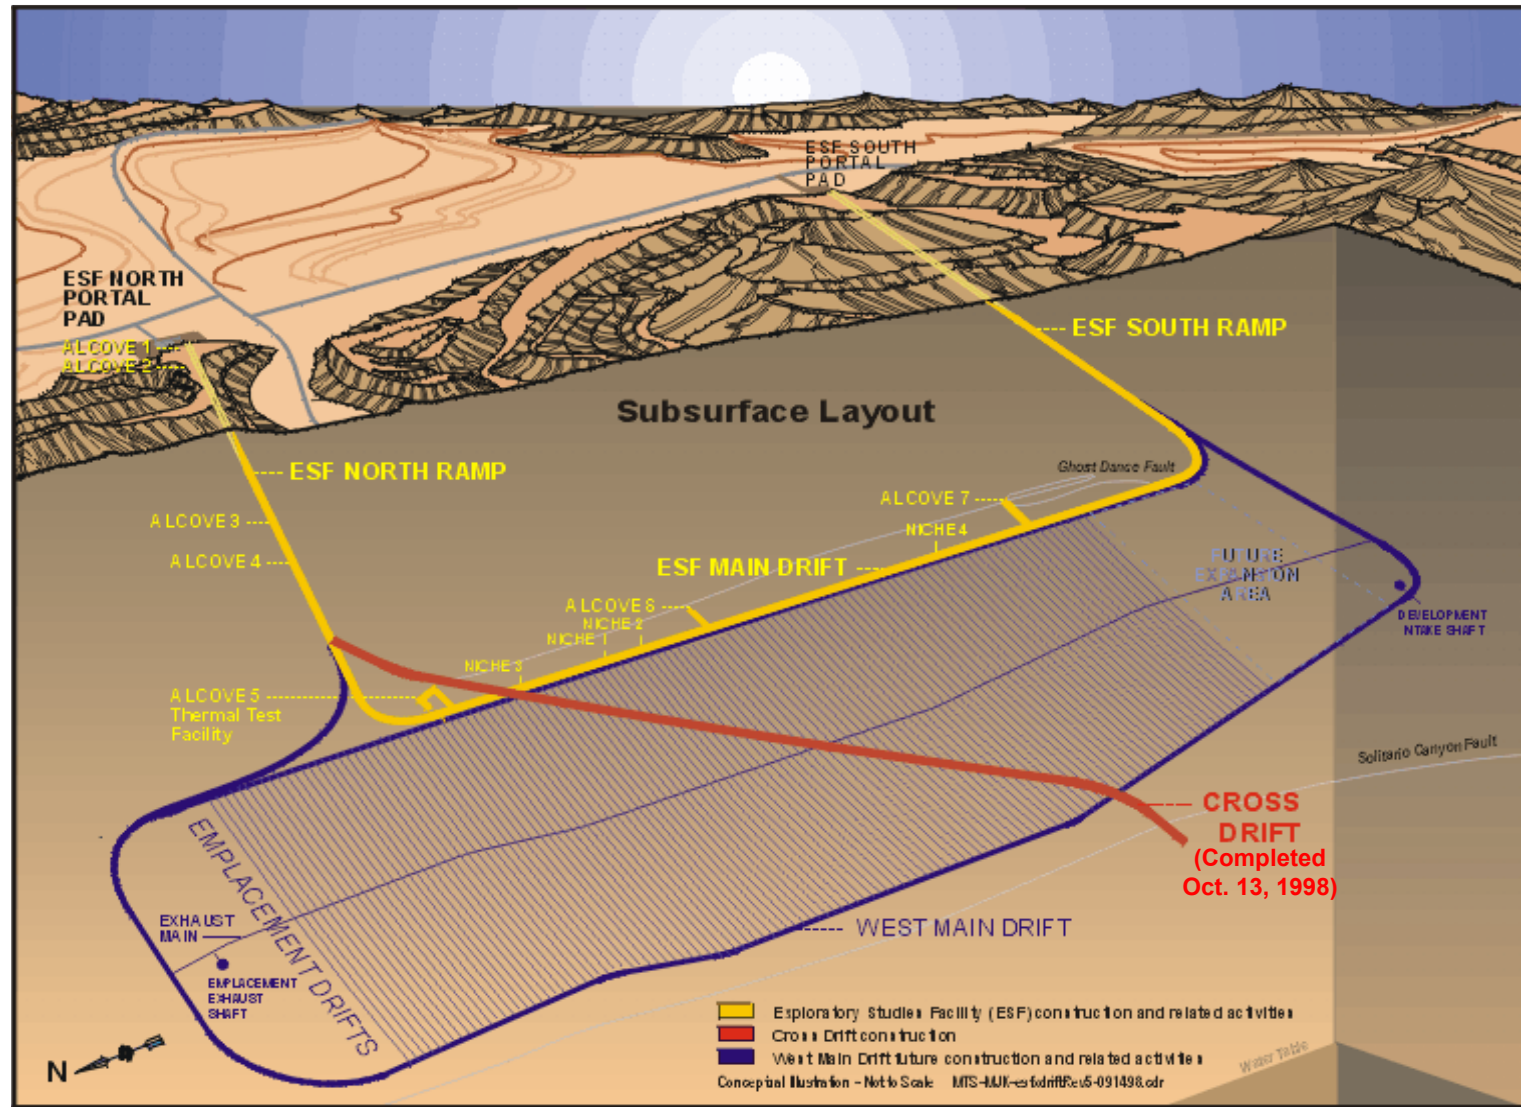 ESF SOUTH
PORTAL
PAD
ESF NORTH
PORTAL
PAD
ALCOVE 1
ALCOVE 2
ESF SOUTH RAMP
Subsurface Layout
ESF NORTH RAMP
Ghost Dance Fault
ALCOVE 7
ALCOVE 3
NICHE 4
ALCOVE 4
ESF MAIN DRIFT
FUTURE
EXPANSION
AREA
ALCOVE 6
NICHE 2
NICHE 1
DEVELOPMENT
INTAKE SHAFT
NICHE 3
ALCOVE 5
Thermal Test
Facility
Solitario Canyon Fault
CROSS
DRIFT
(Completed
Oct. 13, 1998)
EMPLACEMENT DRIFTS
EXHAUST
MAIN
WEST MAIN DRIFT
EMPLACEMENT
EXHAUST
SHAFT
Exploratory Studies Facility (ESF) construction and related activities
Cross Drift construction
West Main Drift future construction and related activities
Water Table
N
Conceptual Illustration - Not to Scale